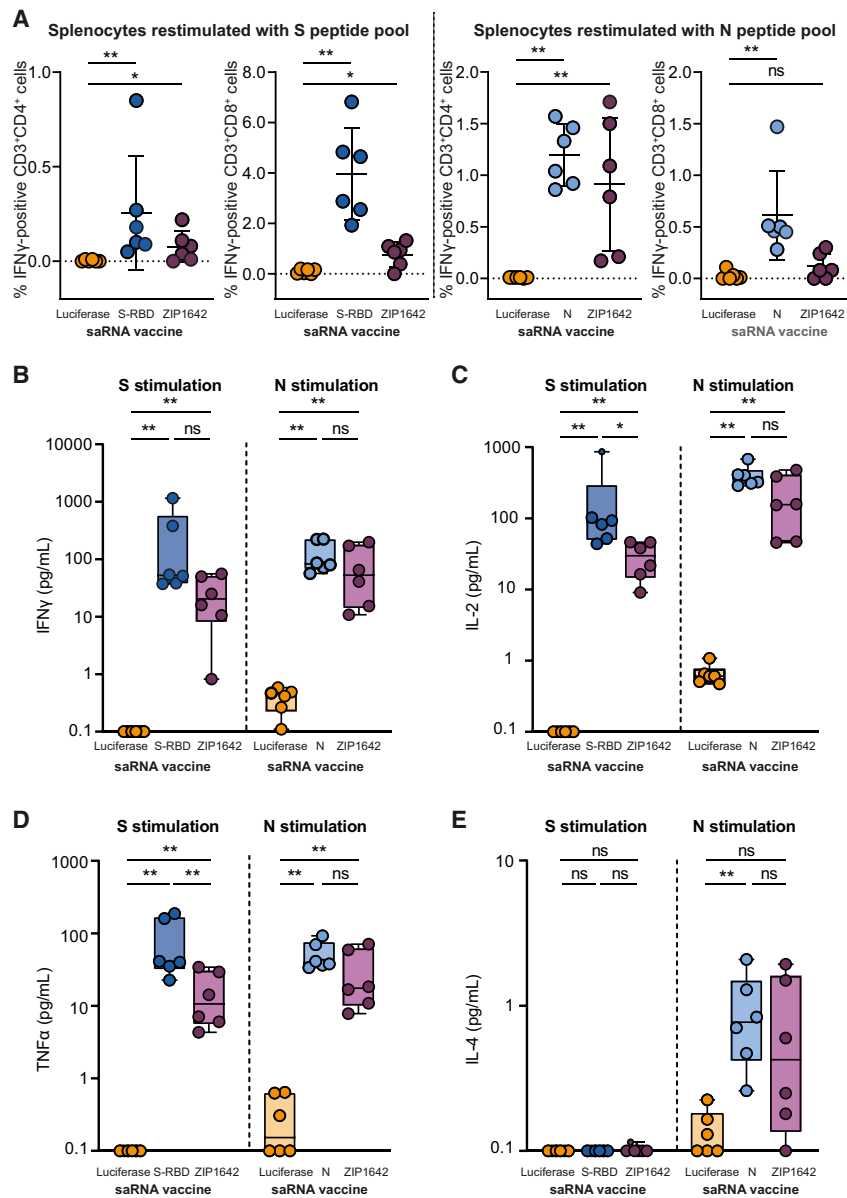 A
Splenocytes restimulated with S peptide pool
Splenocytes restimulated with N peptide pool
% IFNγ-positive CD3+CD4+ cells
1.0
0.5
0.0
**
*
Luciferase S-RBD ZIP1642
saRNA vaccine
% IFNγ-positive CD3+CD8+ cells
8.0
6.0
4.0
2.0
0.0
**
*
Luciferase S-RBD ZIP1642
saRNA vaccine
% IFNγ-positive CD3+CD4+ cells
2.0
1.5
1.0
0.5
0.0
**
**
Luciferase N ZIP1642
saRNA vaccine
% IFNγ-positive CD3+CD8+ cells
2.0
1.5
1.0
0.5
0.0
**
ns
Luciferase N ZIP1642
saRNA vaccine
B
S stimulation N stimulation
** **
** ns ** ns
IFNγ (pg/mL)
10000
1000
100
10
1
0.1
Luciferase S-RBD ZIP1642 Luciferase N ZIP1642
saRNA vaccine saRNA vaccine
C
S stimulation N stimulation
** **
** * ** ns
IL-2 (pg/mL)
1000
100
10
1
0.1
Luciferase S-RBD ZIP1642 Luciferase N ZIP1642
saRNA vaccine saRNA vaccine
D
S stimulation N stimulation
** **
** ** ** ns
TNFα (pg/mL)
1000
100
10
1
0.1
Luciferase S-RBD ZIP1642 Luciferase N ZIP1642
saRNA vaccine saRNA vaccine
E
S stimulation N stimulation
ns ns
ns ns ** ns
IL-4 (pg/mL)
10
1
0.1
Luciferase S-RBD ZIP1642 Luciferase N ZIP1642
saRNA vaccine saRNA vaccine